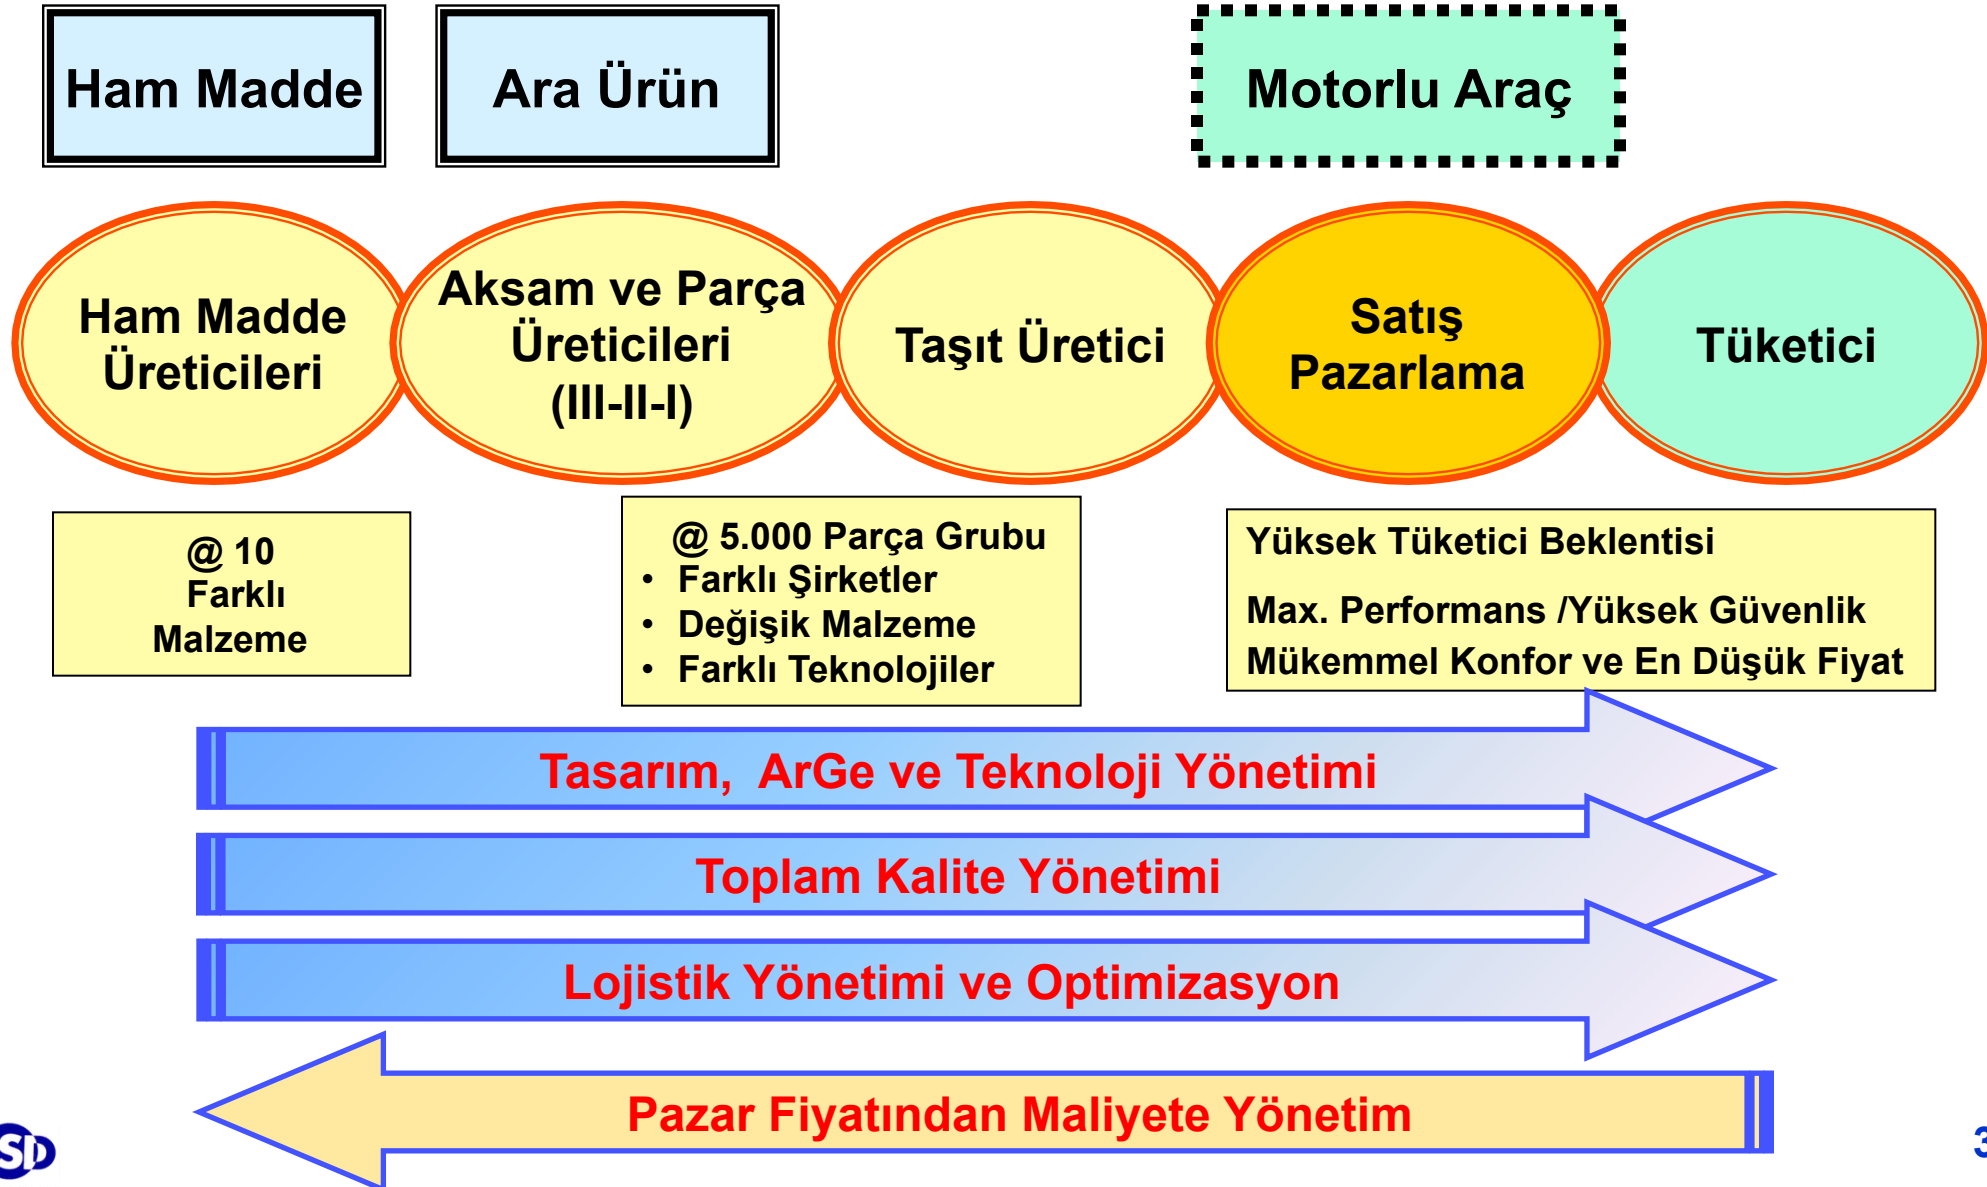 Ham Madde
Ara Ürün
Motorlu Araç
Ham Madde
Üreticileri
Aksam ve Parça
Üreticileri
(III-II-I)
Taşıt Üretici
Satış
Pazarlama
Tüketici
@ 10
Farklı
Malzeme
@ 5.000 Parça Grubu
• Farklı Şirketler
• Değişik Malzeme
• Farklı Teknolojiler
Yüksek Tüketici Beklentisi
Max. Performans /Yüksek Güvenlik
Mükemmel Konfor ve En Düşük Fiyat
Tasarım, ArGe ve Teknoloji Yönetimi
Toplam Kalite Yönetimi
Lojistik Yönetimi ve Optimizasyon
Pazar Fiyatından Maliyete Yönetim
SD